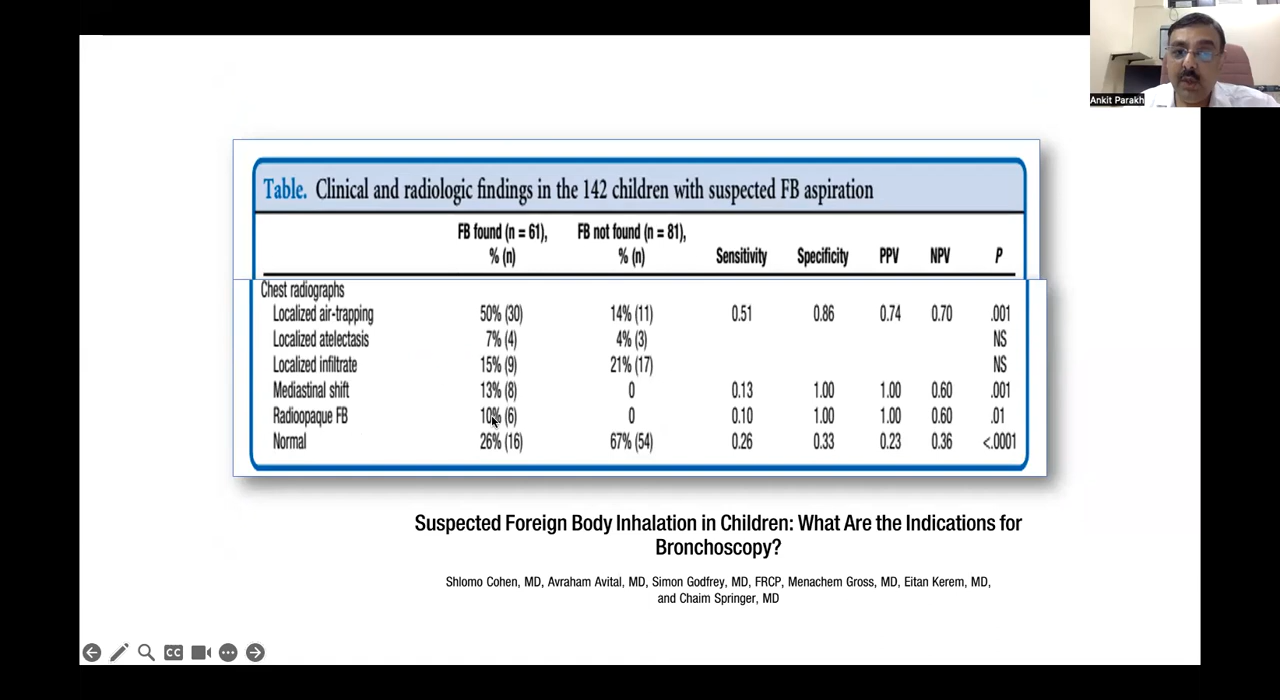 Ankit Parakh
Table. Clinical and radiologic findings in the 142 children with suspected FB aspiration
FB found (n = 61), FB not found (n = 81),
% (n) % (n) Sensitivity Specificity PPV NPV P
Chest radiographs
Localized air-trapping 50% (30) 14% (11) 0.51 0.86 0.74 0.70 .001
Localized atelectasis 7% (4) 4% (3) NS
Localized infiltrate 15% (9) 21% (17) NS
Mediastinal shift 13% (8) 0 0.13 1.00 1.00 0.60 .001
Radioopaque FB 10% (6) 0 0.10 1.00 1.00 0.60 .01
Normal 26% (16) 67% (54) 0.26 0.33 0.23 0.36 <.0001
Suspected Foreign Body Inhalation in Children: What Are the Indications for
Bronchoscopy?
Shlomo Cohen, MD, Avraham Avital, MD, Simon Godfrey, MD, FRCP, Menachem Gross, MD, Eitan Kerem, MD,
and Chaim Springer, MD
CC